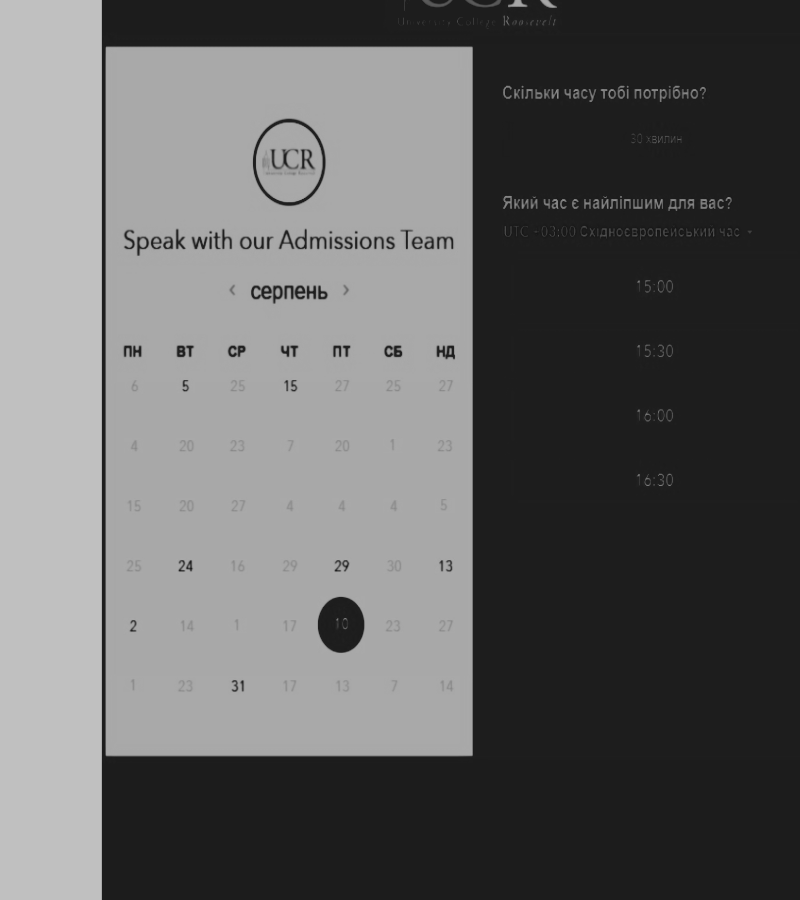 UCR
University College Roosevelt
UCR
Speak with our Admissions Team
‹ серпень ›
ПН ВТ СР ЧТ ПТ СБ НД
6 5 25 15 27 25 27
4 20 23 7 20 1 23
15 20 27 4 4 4 5
25 24 16 29 29 30 13
2 14 1 17 10 23 27
1 23 31 17 13 7 14
Скільки часу тобі потрібно?
30 хвилин
Який час є найліпшим для вас?
UTC +03:00 Східноєвропейський час
15:00
15:30
16:00
16:30